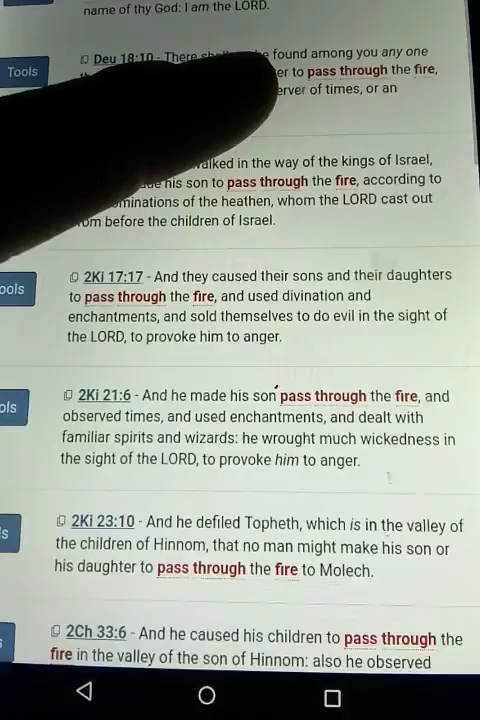 name of thy God: I am the LORD.
Tools
Deu 18:10 - There found among you any one
to pass through the fire,
of times, or an
walked in the way of the kings of Israel,
his son to pass through the fire, according to
of the heathen, whom the LORD cast out
before the children of Israel.
ools
2Ki 17:17 - And they caused their sons and their daughters
to pass through the fire, and used divination and
enchantments, and sold themselves to do evil in the sight of
the LORD, to provoke him to anger.
ols
2Ki 21:6 - And he made his son pass through the fire, and
observed times, and used enchantments, and dealt with
familiar spirits and wizards: he wrought much wickedness in
the sight of the LORD, to provoke him to anger.
s
2Ki 23:10 - And he defiled Topheth, which is in the valley of
the children of Hinnom, that no man might make his son or
his daughter to pass through the fire to Molech.
2Ch 33:6 - And he caused his children to pass through the
fire in the valley of the son of Hinnom: also he observed